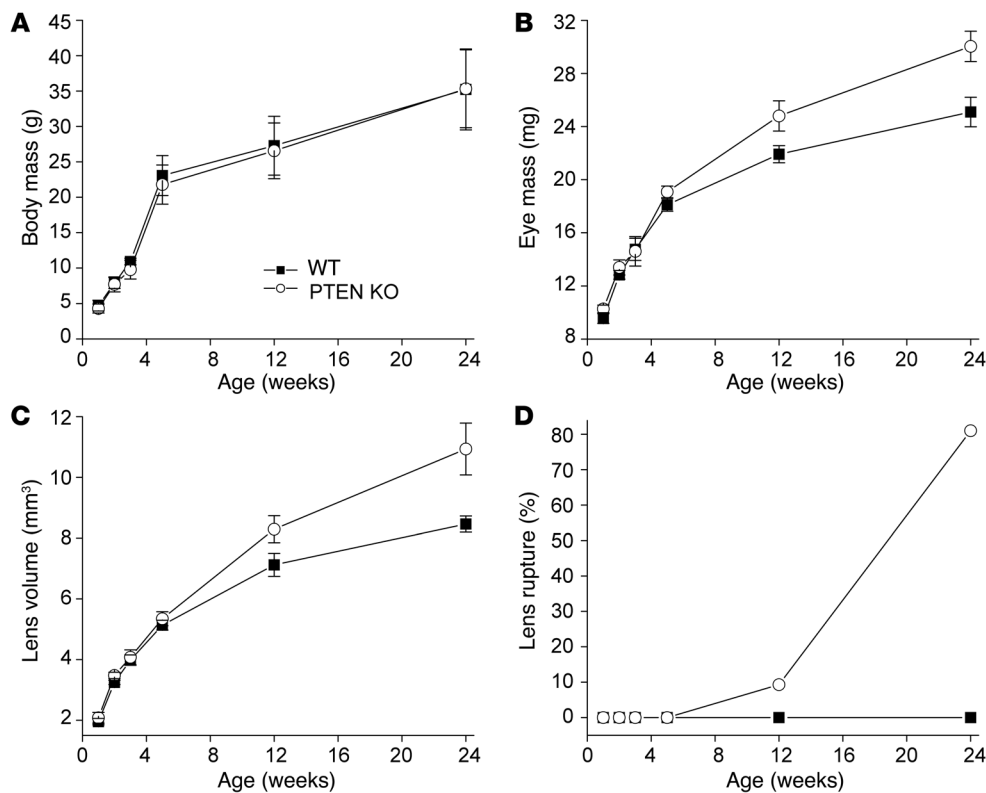 A
45
40
35
30
25
20
15
10
5
0
Body mass (g)
WT
PTEN KO
0 4 8 12 16 20 24
Age (weeks)
B
32
28
24
20
16
12
8
Eye mass (mg)
0 4 8 12 16 20 24
Age (weeks)
C
12
10
8
6
4
2
Lens volume (mm³)
0 4 8 12 16 20 24
Age (weeks)
D
80
70
60
50
40
30
20
10
0
Lens rupture (%)
0 4 8 12 16 20 24
Age (weeks)